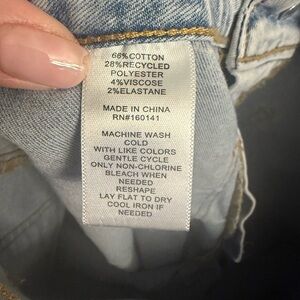 66%COTTON
28%RECYCLED
POLYESTER
4%VISCOSE
2%ELASTANE
MADE IN CHINA
RN#160141
MACHINE WASH
COLD
WITH LIKE COLORS
GENTLE CYCLE
ONLY NON-CHLORINE
BLEACH WHEN
NEEDED
RESHAPE
LAY FLAT TO DRY
COOL IRON IF
NEEDED